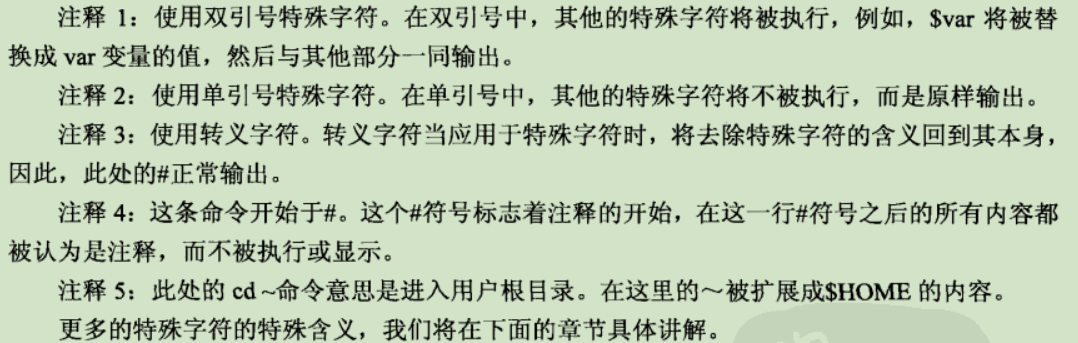 注释 1：使用双引号特殊字符。在双引号中，其他的特殊字符将被执行，例如，$var 将被替
换成 var 变量的值，然后与其他部分一同输出。
注释 2：使用单引号特殊字符。在单引号中，其他的特殊字符将不被执行，而是原样输出。
注释 3：使用转义字符。转义字符当应用于特殊字符时，将去除特殊字符的含义回到其本身，
因此，此处的#正常输出。
注释 4：这条命令开始于#。这个#符号标志着注释的开始，在这一行#符号之后的所有内容都
被认为是注释，而不被执行或显示。
注释 5：此处的 cd ~命令意思是进入用户根目录。在这里的～被扩展成$HOME 的内容。
更多的特殊字符的特殊含义，我们将在下面的章节具体讲解。